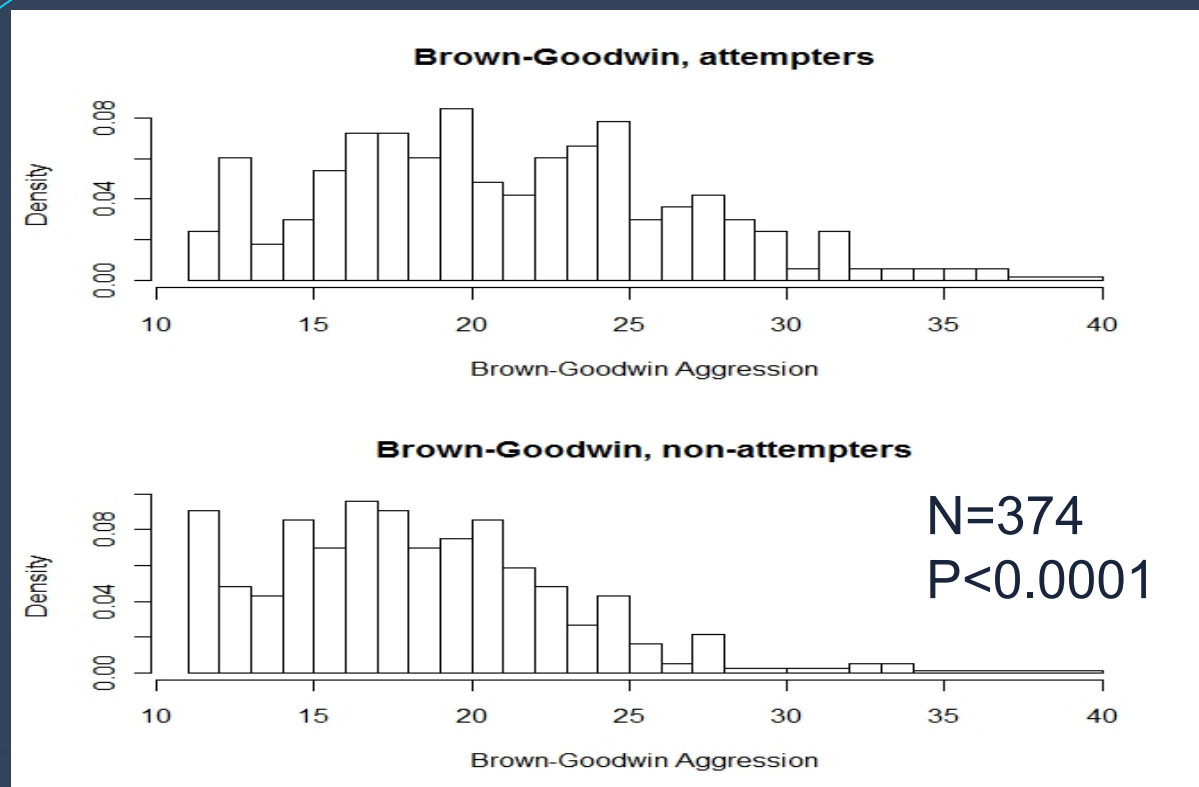 Brown-Goodwin, attempters
Density
0.00 0.04 0.08
10 15 20 25 30 35 40
Brown-Goodwin Aggression
Brown-Goodwin, non-attempters
N=374
P<0.0001
Density
0.00 0.04 0.08
10 15 20 25 30 35 40
Brown-Goodwin Aggression